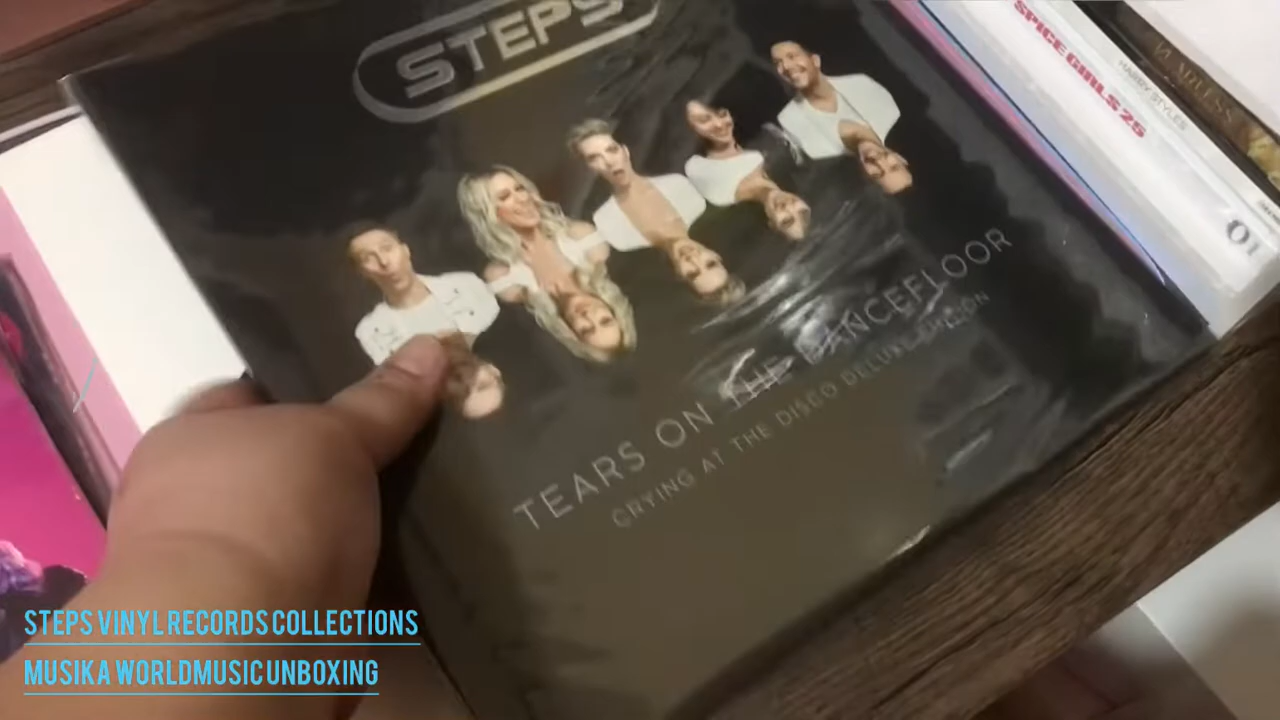 STEPS
TEARS ON THE DANCEFLOOR
CRYING AT THE DISCO DELUXE EDITION
SPICE GIRLS 25
HARRY STYLES
01
STEPS VINYL RECORDS COLLECTIONS
MUSIKA WORLDMUSIC UNBOXING